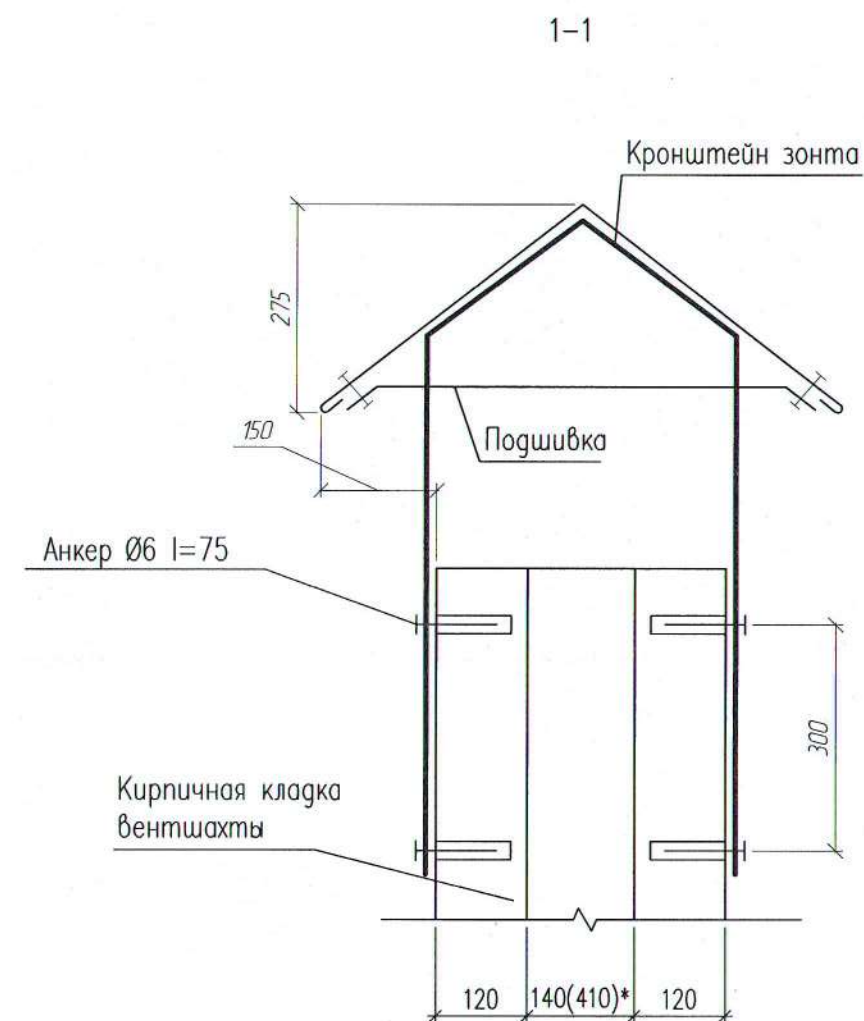 1-1
Кронштейн зонта
275
150
Подшивка
Анкер Ø6 l=75
300
Кирпичная кладка
вентшахты
120 140(410)* 120